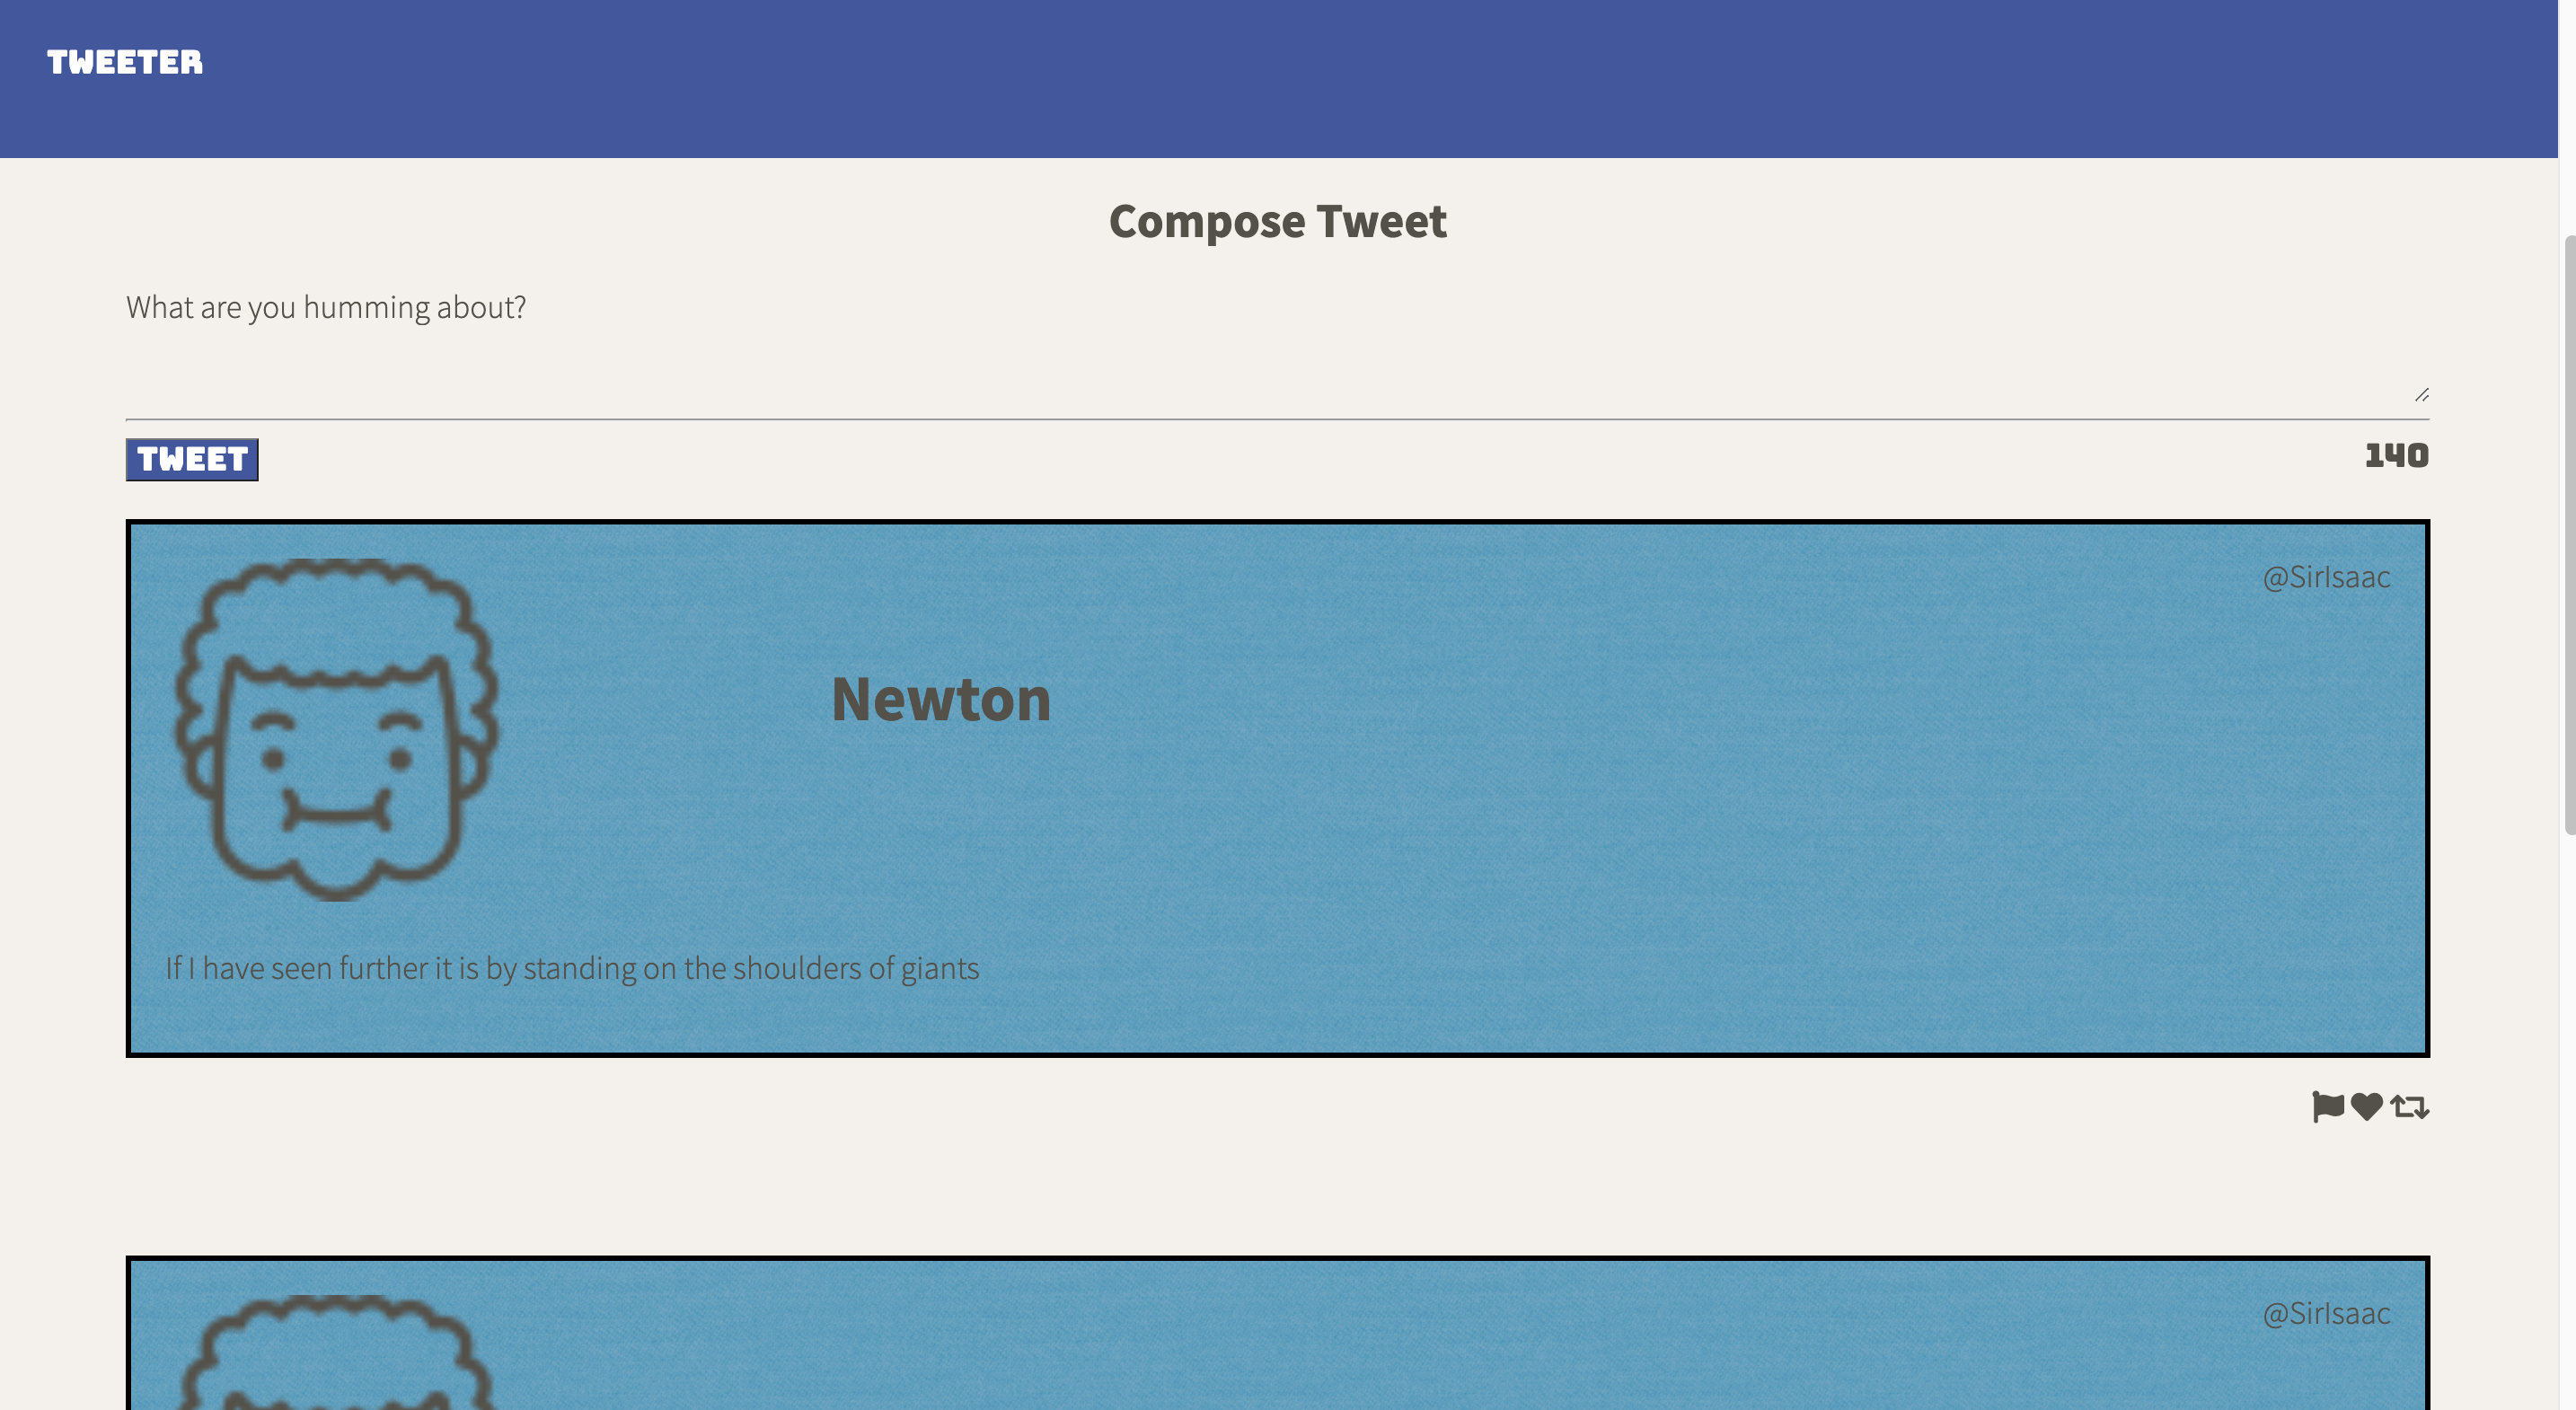 TWEETER
Compose Tweet
What are you humming about?
TWEET
140
@SirIsaac
Newton
If I have seen further it is by standing on the shoulders of giants
@SirIsaac